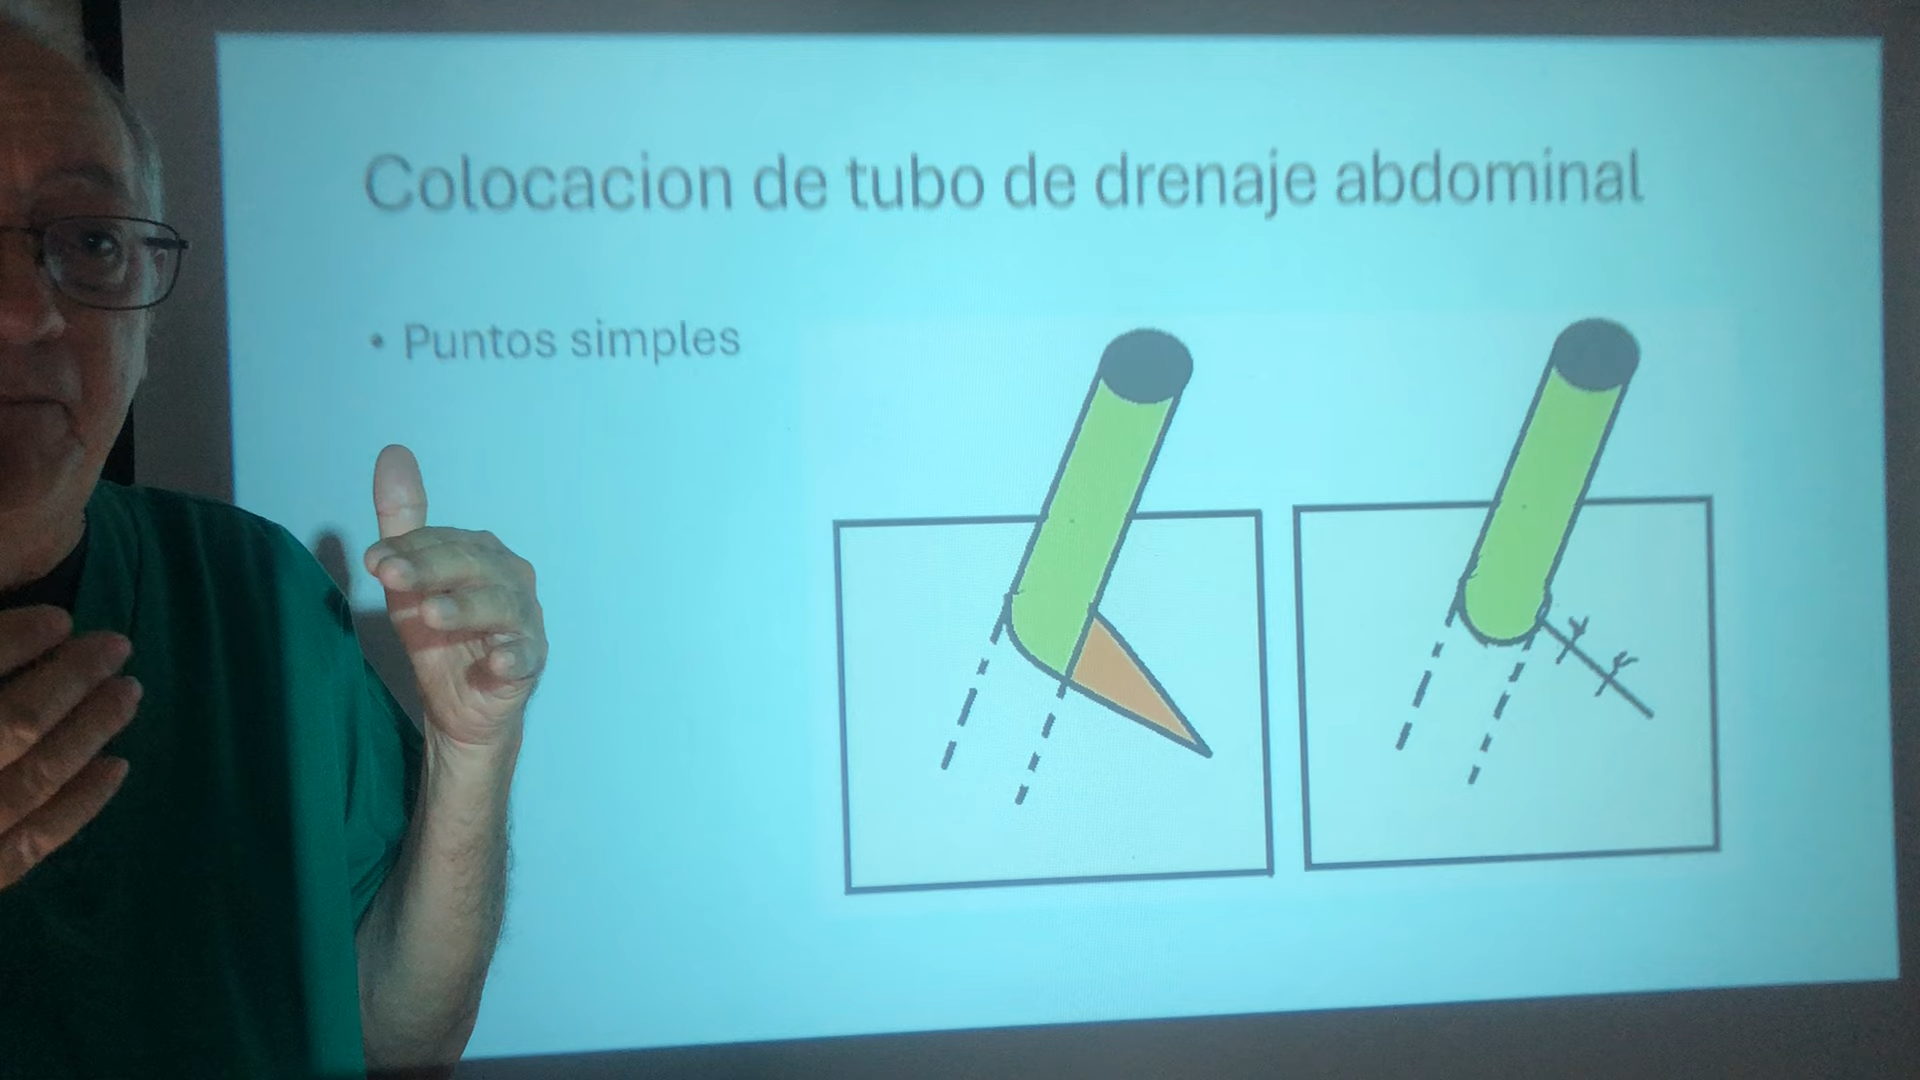 Colocacion de tubo de drenaje abdominal
• Puntos simples